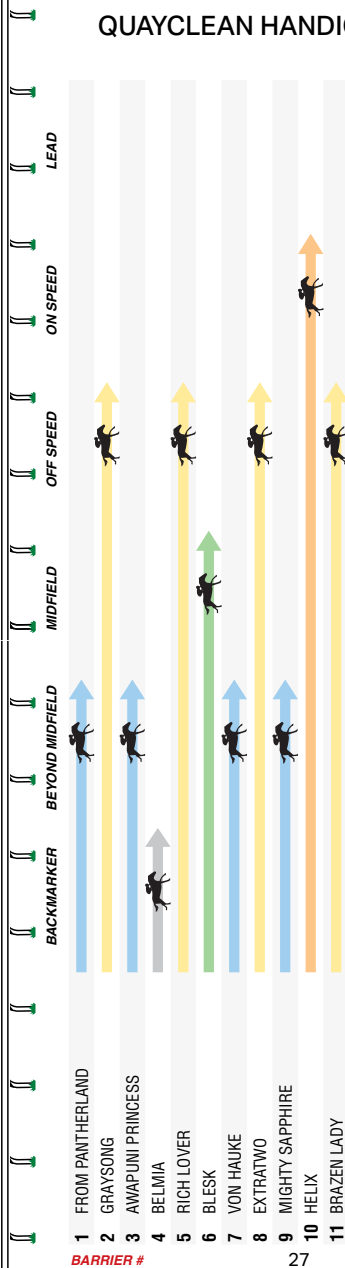 QUAYCLEAN HANDIC
LEAD
ON SPEED
OFF SPEED
MIDFIELD
BEYOND MIDFIELD
BACKMARKER
1 FROM PANTHERLAND
2 GRAYSONG
3 AWAPUNI PRINCESS
4 BELMIA
5 RICH LOVER
6 BLESK
7 VON HAUKE
8 EXTRATWO
9 MIGHTY SAPPHIRE
10 HELIX
11 BRAZEN LADY
BARRIER #
27